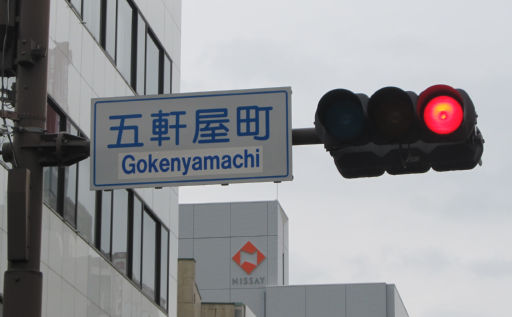 五軒屋町
Gokenyamachi
NISSAY